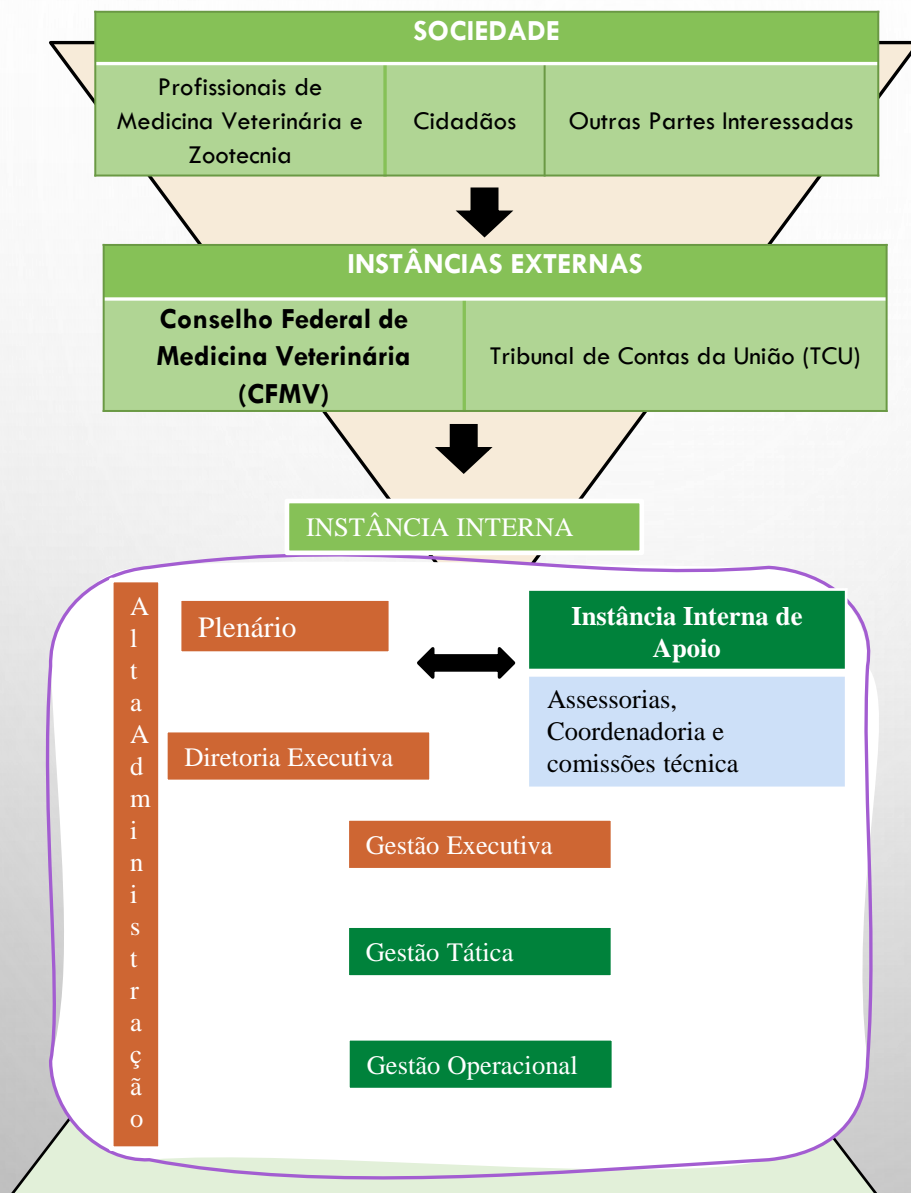 SOCIEDADE
Profissionais de
Medicina Veterinária e
Zootecnia
Cidadãos
Outras Partes Interessadas
INSTÂNCIAS EXTERNAS
Conselho Federal de
Medicina Veterinária
(CFMV)
Tribunal de Contas da União (TCU)
INSTÂNCIA INTERNA
Alta Administração
Plenário
Instância Interna de
Apoio
Assessorias,
Coordenadoria e
comissões técnica
Diretoria Executiva
Gestão Executiva
Gestão Tática
Gestão Operacional